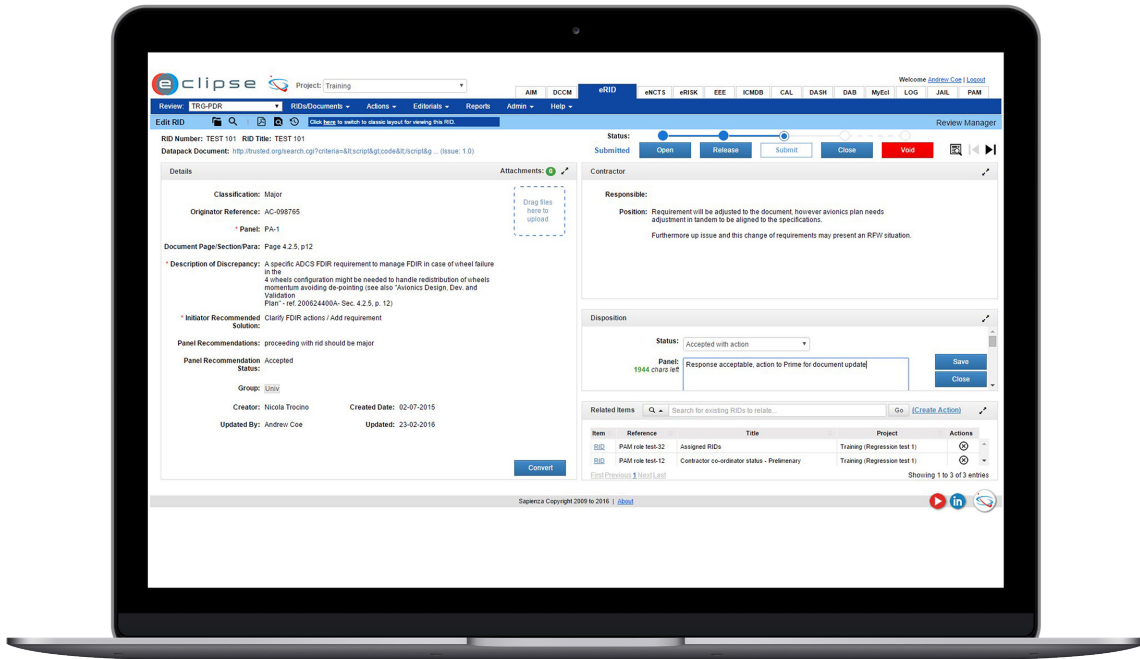 eclipse
Project: Training
Welcome Andrew Coe | Logout
AIM DCCM eRID eNCTS eRISK EEE ICMDB CAL DASH DAB MyEcl LOG JAIL PAM
Review: TRG-PDR RIDs/Documents Actions Editorials Reports Admin Help
Edit RID Click here to switch to classic layout for viewing this RID. Review Manager
RID Number: TEST 101 RID Title: TEST 101
Datapack Document: http://trusted.org/search.cgi?criteria=&lt;script&gt;code&lt;/script&g ... (Issue: 1.0)
Status:
Submitted Open Release Submit Close Void
Details Attachments: 0
Drag files
here to
upload
Classification: Major
Originator Reference: AC-098765
* Panel: PA-1
Document Page/Section/Para: Page 4.2.5, p12
* Description of Discrepancy: A specific ADCS FDIR requirement to manage FDIR in case of wheel failure
in the
4 wheels configuration might be needed to handle redistribution of wheels
momentum avoiding de-pointing (see also "Avionics Design, Dev. and
Validation
Plan" - ref. 200624400A- Sec. 4.2.5, p. 12)
* Initiator Recommended Clarify FDIR actions / Add requirement
Solution:
Panel Recommendations: proceeding with rid should be major
Panel Recommendation Accepted
Status:
Group: Univ
Creator: Nicola Trocino Created Date: 02-07-2015
Updated By: Andrew Coe Updated: 23-02-2016
Convert
Contractor
Responsible:
Position: Requirement will be adjusted to the document, however avionics plan needs
adjustment in tandem to be aligned to the specifications.
Furthermore up issue and this change of requirements may present an RFW situation.
Disposition
Status: Accepted with action
Panel: Response acceptable, action to Prime for document update
1944 chars left
Save
Close
Related Items Search for existing RIDs to relate... Go (Create Action)
Item Reference Title Project Actions
RID PAM role test-32 Assigned RIDs Training (Regression test 1)
RID PAM role test-12 Contractor co-ordinator status - Prelimenary Training (Regression test 1)
First Previous 1 Next Last Showing 1 to 3 of 3 entries
Sapienza Copyright 2009 to 2016 | About
in